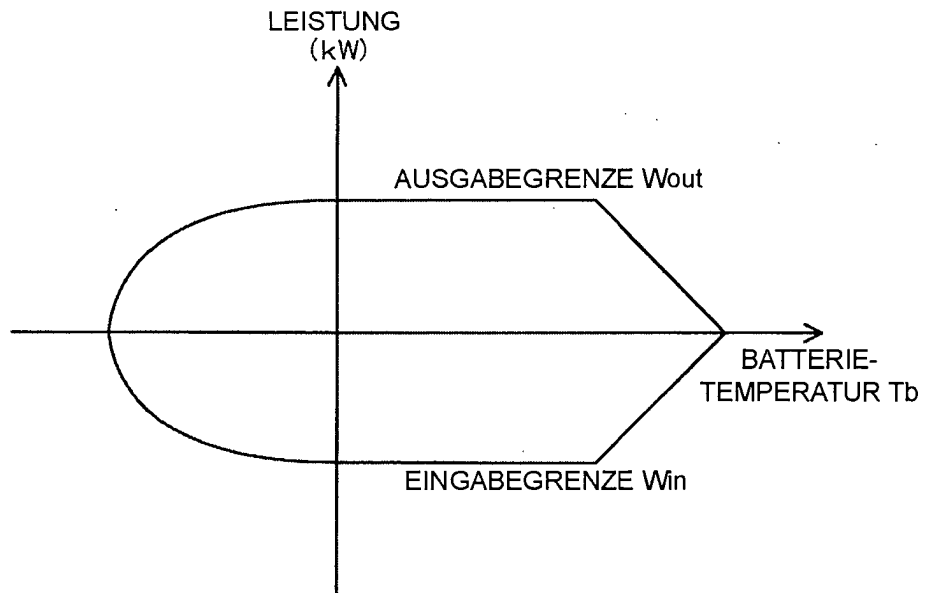 LEISTUNG
(kW)
AUSGABEGRENZE Wout
BATTERIE-
TEMPERATUR Tb
EINGABEGRENZE Win